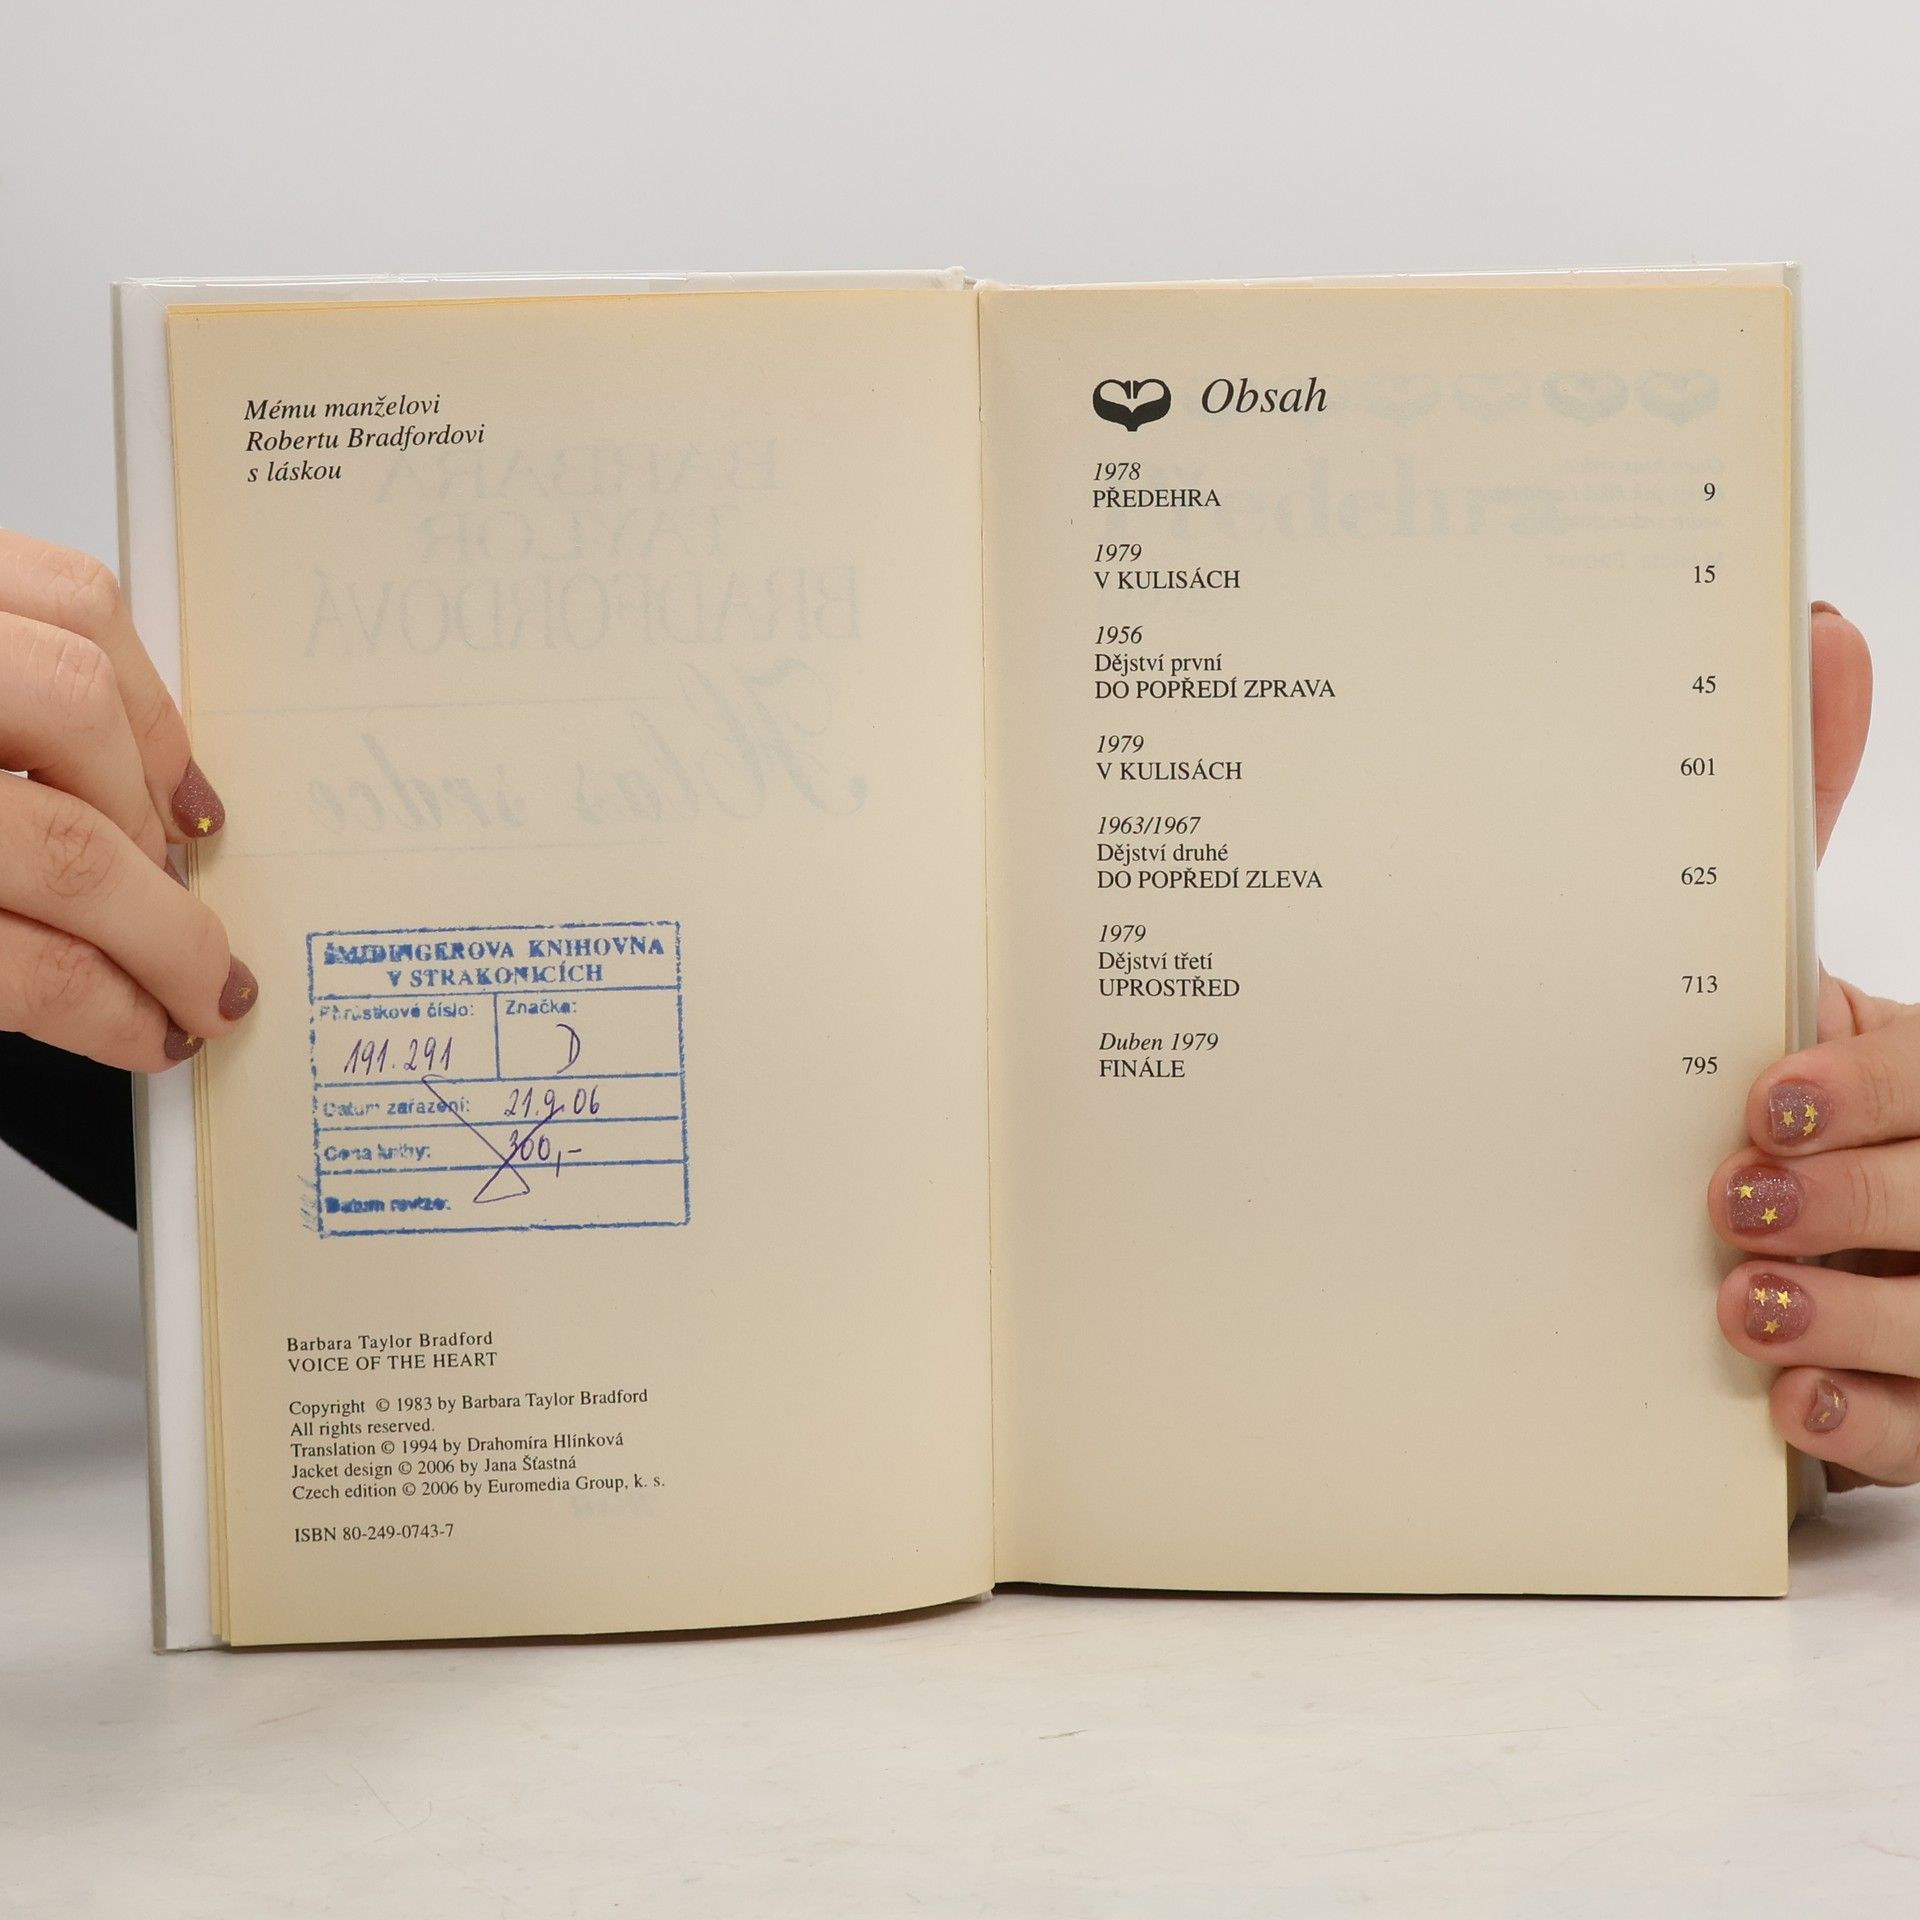 Mému manželovi
Robertu Bradfordovi
s láskou
ŠMIDINGEROVA KNIHOVNA
V STRAKONICÍCH
Přírůstkové číslo: Značka:
191.291 D
Datum zařazení: 21.9.06
Cena knihy: 300,-
Datum revize:
Barbara Taylor Bradford
VOICE OF THE HEART
Copyright © 1983 by Barbara Taylor Bradford
All rights reserved.
Translation © 1994 by Drahomíra Hlínková
Jacket design © 2006 by Jana Šťastná
Czech edition © 2006 by Euromedia Group, k. s.
ISBN 80-249-0743-7
Obsah
1978
PŘEDEHRA 9
1979
V KULISÁCH 15
1956
Dějství první
DO POPŘEDÍ ZPRAVA 45
1979
V KULISÁCH 601
1963/1967
Dějství druhé
DO POPŘEDÍ ZLEVA 625
1979
Dějství třetí
UPROSTŘED 713
Duben 1979
FINÁLE 795